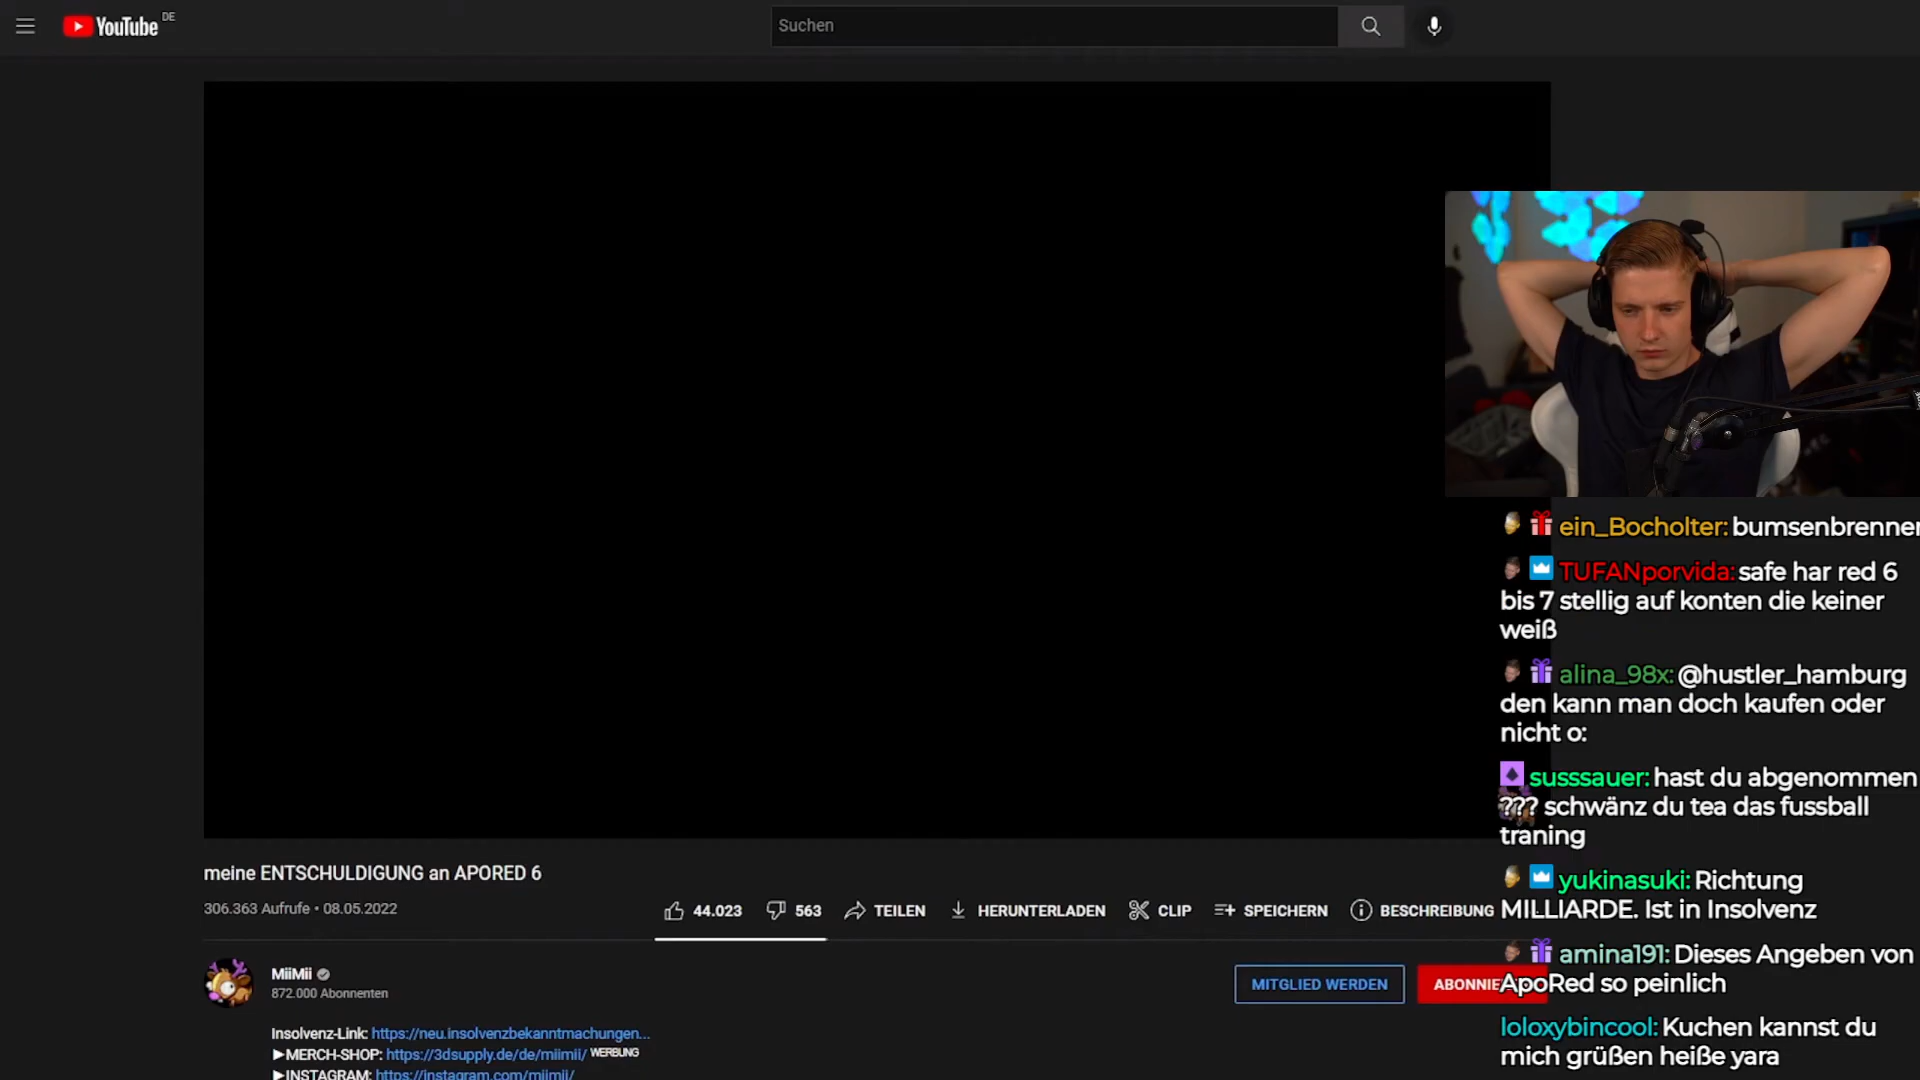 YouTube DE
Suchen
meine ENTSCHULDIGUNG an APORED 6
306.363 Aufrufe • 08.05.2022
44.023
563
TEILEN
HERUNTERLADEN
CLIP
SPEICHERN
BESCHREIBUNG
MiiMii
872.000 Abonnenten
MITGLIED WERDEN
ABONNIE
Insolvenz-Link: https://neu.insolvenzbekanntmachungen...
▶MERCH-SHOP: https://3dsupply.de/de/miimii/ WERBUNG
▶INSTAGRAM: https://instagram.com/miimii/
ein_Bocholter: bumsenbrenner
TUFANporvida: safe har red 6
bis 7 stellig auf konten die keiner
weiß
alina_98x: @hustler_hamburg
den kann man doch kaufen oder
nicht o:
susssauer: hast du abgenommen
??? schwänz du tea das fussball
traning
yukinasuki: Richtung
MILLIARDE. Ist in Insolvenz
amina191: Dieses Angeben von
ApoRed so peinlich
loloxybincool: Kuchen kannst du
mich grüßen heiße yara